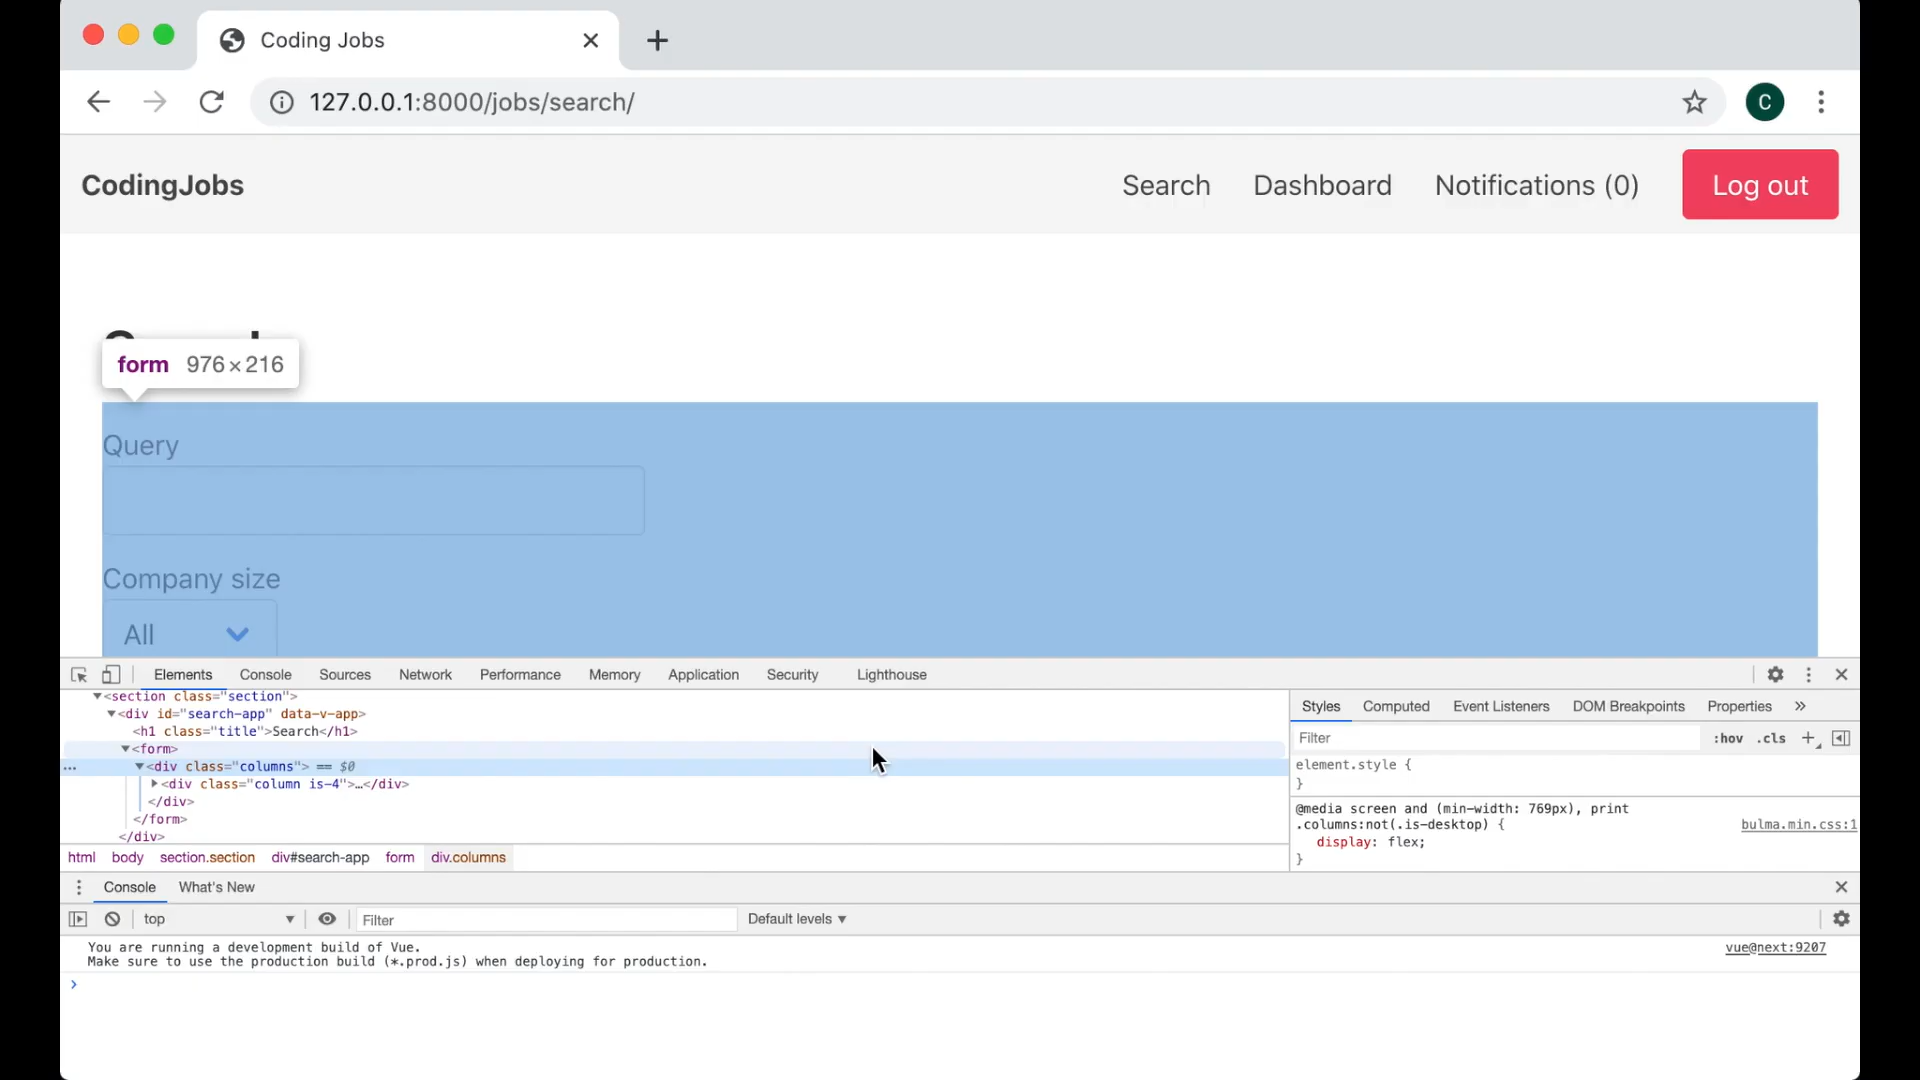 Coding Jobs
127.0.0.1:8000/jobs/search/
C
CodingJobs
Search
Dashboard
Notifications (0)
Log out
form 976×216
Query
Company size
All
Elements
Console
Sources
Network
Performance
Memory
Application
Security
Lighthouse
<section class="section">
<div id="search-app" data-v-app>
<h1 class="title">Search</h1>
<form>
... <div class="columns"> == $0
<div class="column is-4">…</div>
</div>
</form>
</div>
html body section.section div#search-app form div.columns
Styles
Computed
Event Listeners
DOM Breakpoints
Properties
»
Filter
:hov
.cls
element.style {
}
@media screen and (min-width: 769px), print
.columns:not(.is-desktop) {
bulma.min.css:1
display: flex;
}
Console
What's New
top
Filter
Default levels
You are running a development build of Vue.
vue@next:9207
Make sure to use the production build (*.prod.js) when deploying for production.